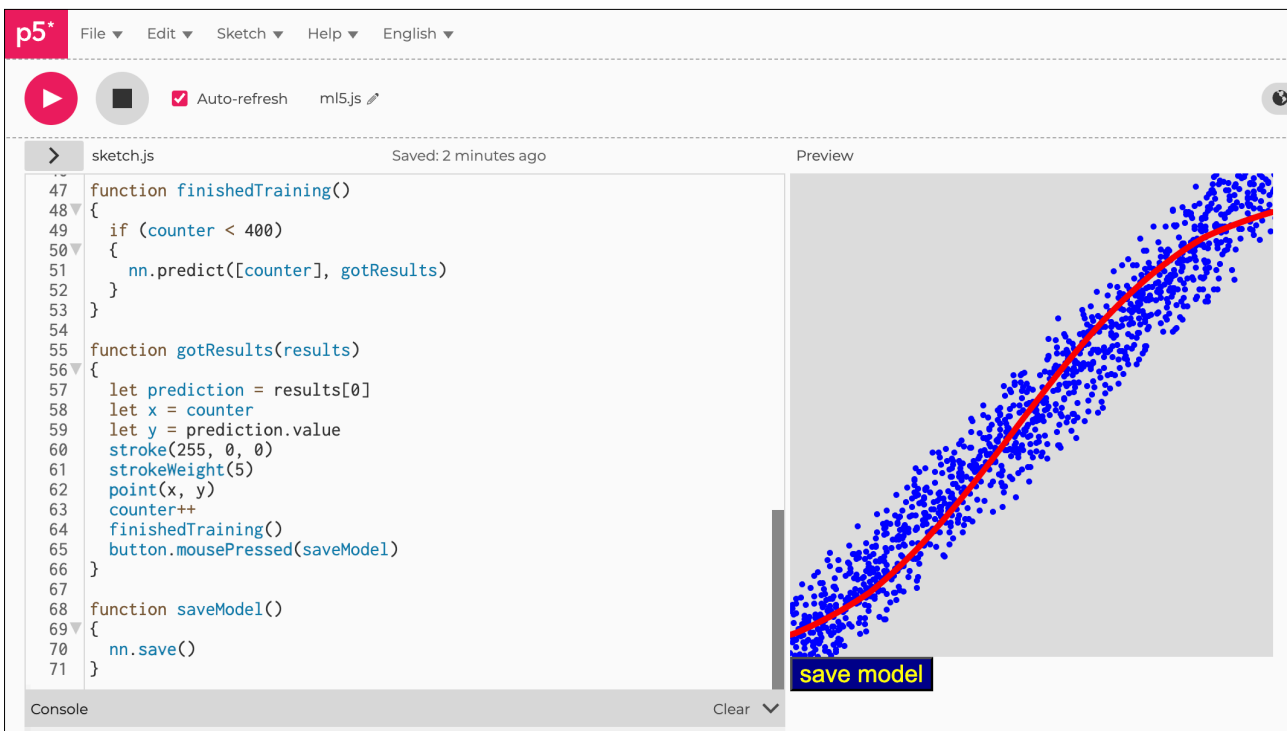 p5*
File Edit Sketch Help English
Auto-refresh ml5.js
sketch.js Saved: 2 minutes ago Preview
47 function finishedTraining()
48 {
49 if (counter < 400)
50 {
51 nn.predict([counter], gotResults)
52 }
53 }
54
55 function gotResults(results)
56 {
57 let prediction = results[0]
58 let x = counter
59 let y = prediction.value
60 stroke(255, 0, 0)
61 strokeWeight(5)
62 point(x, y)
63 counter++
64 finishedTraining()
65 button.mousePressed(saveModel)
66 }
67
68 function saveModel()
69 {
70 nn.save()
71 }
save model
Console Clear